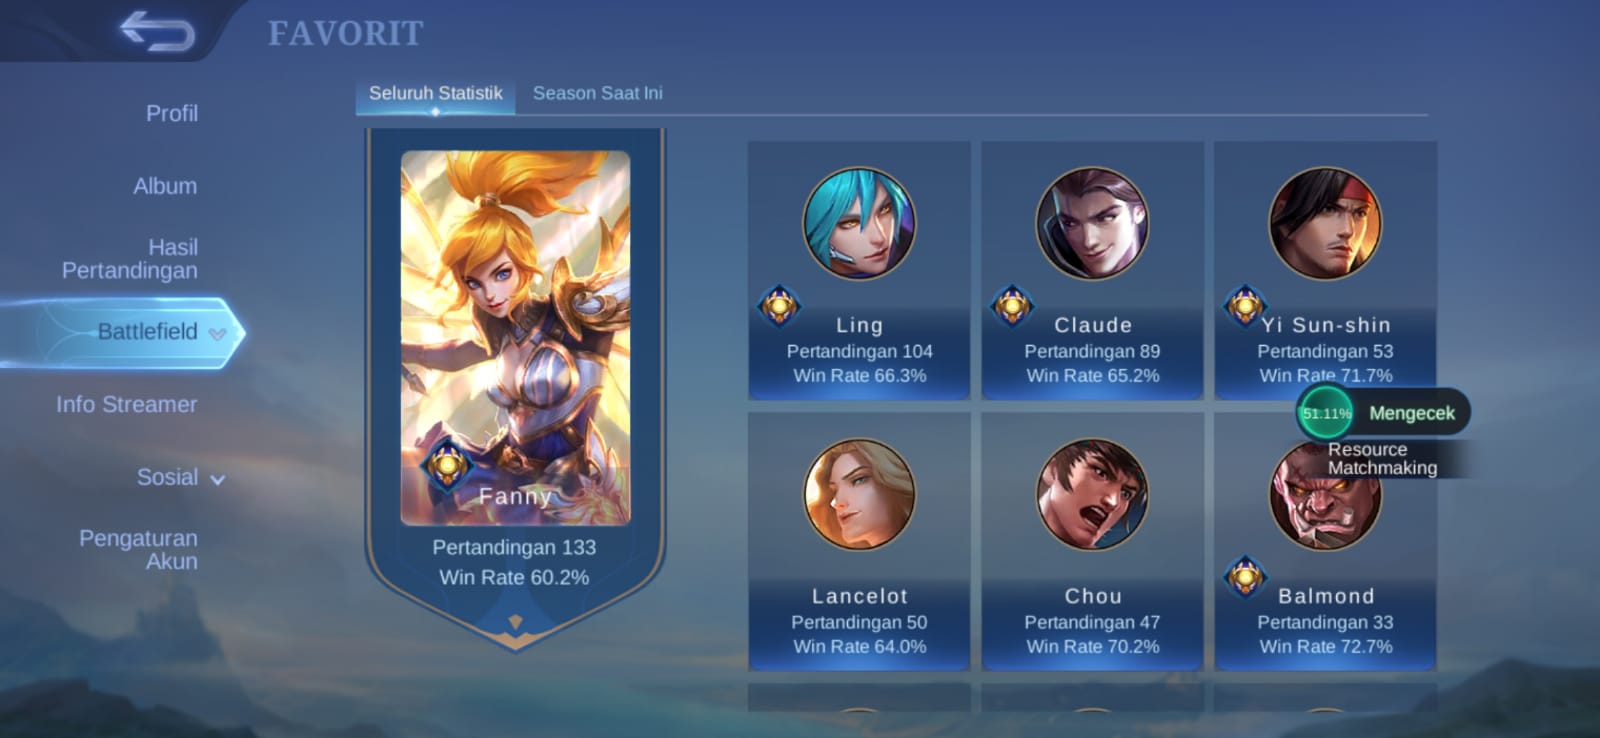 FAVORIT
Profil
Album
Hasil
Pertandingan
Battlefield
Info Streamer
Sosial
Pengaturan
Akun
Seluruh Statistik
Season Saat Ini
Fanny
Pertandingan 133
Win Rate 60.2%
Ling
Pertandingan 104
Win Rate 66.3%
Claude
Pertandingan 89
Win Rate 65.2%
Yi Sun-shin
Pertandingan 53
Win Rate 71.7%
51.11%
Mengecek
Resource
Matchmaking
Lancelot
Pertandingan 50
Win Rate 64.0%
Chou
Pertandingan 47
Win Rate 70.2%
Balmond
Pertandingan 33
Win Rate 72.7%